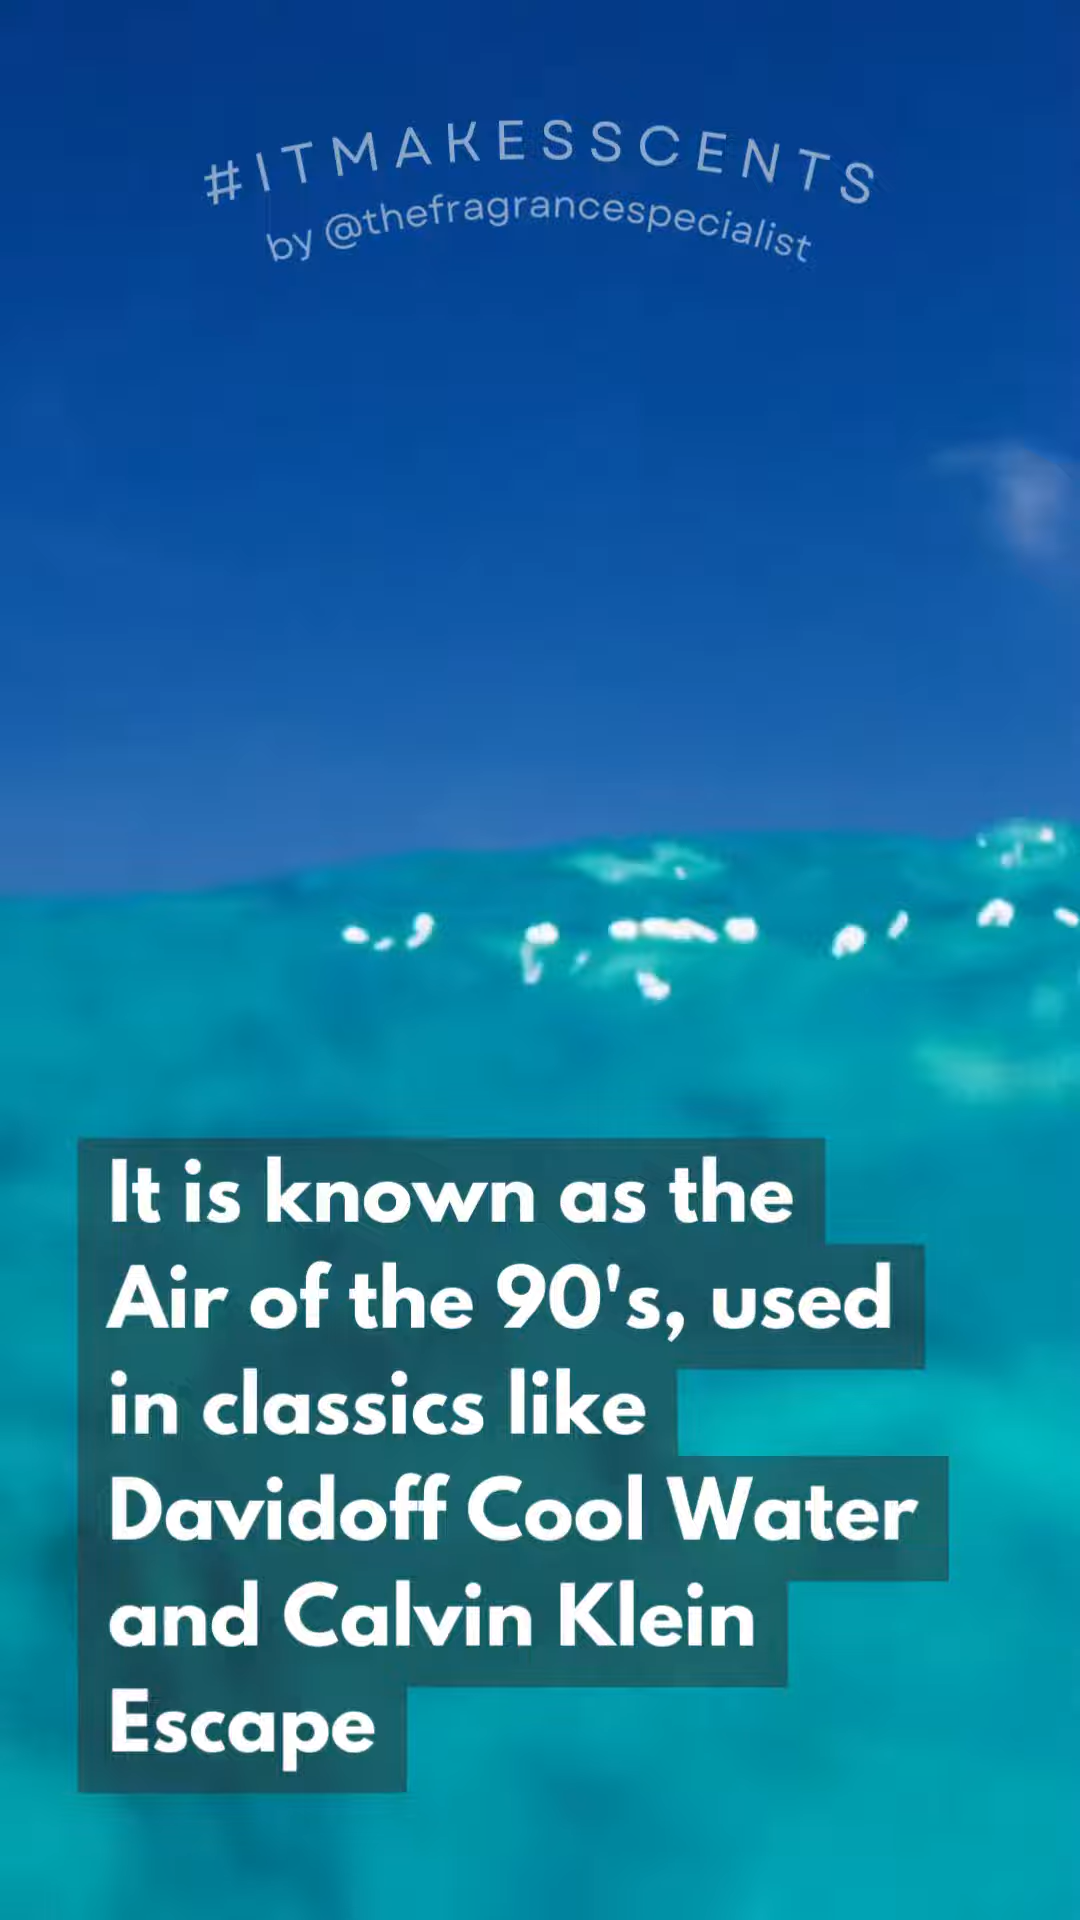 #ITMAKESSCENTS
by @thefragrancespecialist
It is known as the
Air of the 90's, used
in classics like
Davidoff Cool Water
and Calvin Klein
Escape